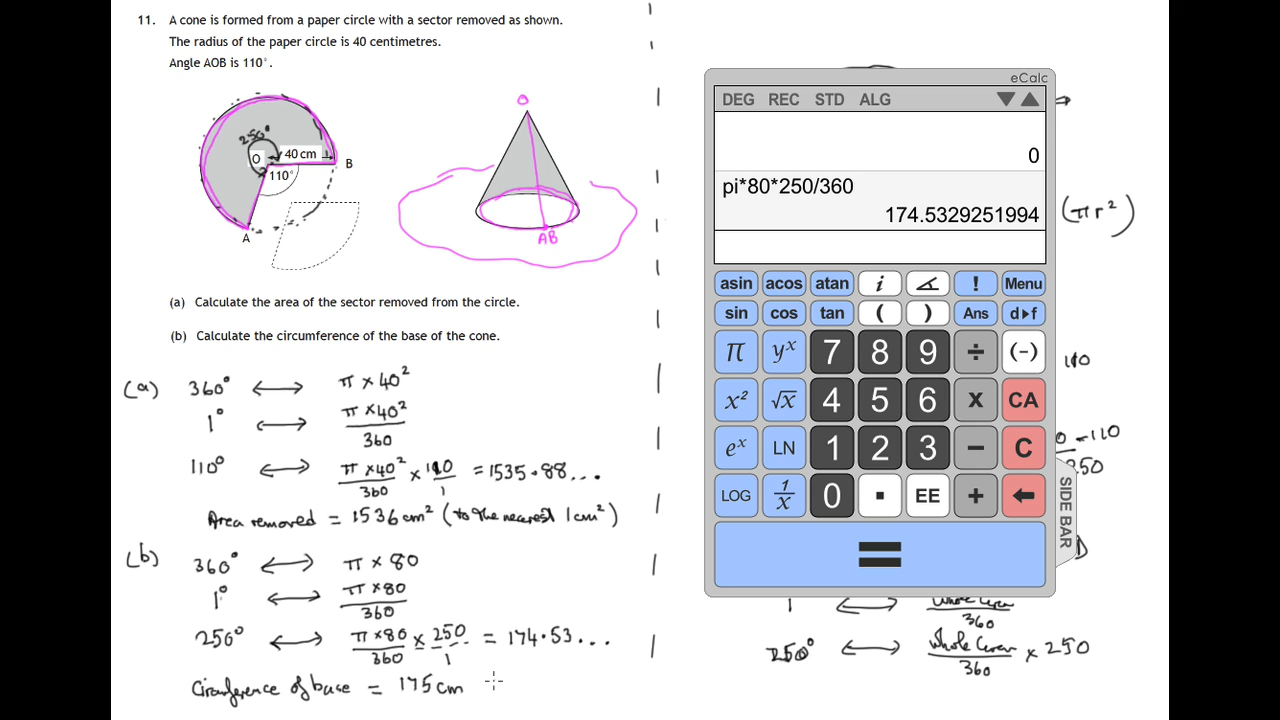 11. A cone is formed from a paper circle with a sector removed as shown.
The radius of the paper circle is 40 centimetres.
Angle AOB is 110°.
250°
O
40 cm
B
110°
A
O
AB
(a) Calculate the area of the sector removed from the circle.
(b) Calculate the circumference of the base of the cone.
(a) 360° ⟷ π × 40²
1° ⟷ π × 40² / 360
110° ⟷ π × 40² / 360 × 110 / 1 = 1535.88...
Area removed = 1536 cm² (to the nearest 1cm²)
(b) 360° ⟷ π × 80
1° ⟷ π × 80 / 360
250° ⟷ π × 80 / 360 × 250 / 1 = 174.53...
Circumference of base = 175 cm
eCalc
DEG REC STD ALG
0
pi*80*250/360
174.5329251994
asin acos atan i ∠ ! Menu
sin cos tan ( ) Ans d▸f
π yˣ 7 8 9 ÷ (-)
x² √x 4 5 6 x CA
eˣ LN 1 2 3 − C
LOG 1/x 0 . EE + ←
=
SIDE BAR
(πr²)
110
-110
250
1 ⟷ 360
250° ⟷ whole Circum / 360 × 250